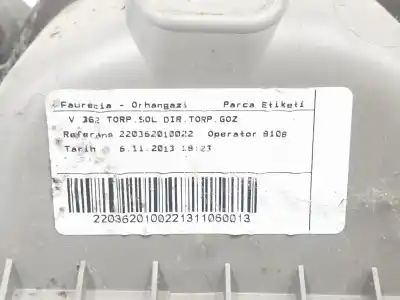 Faurecia - Orhangazi Parca Etiketi
V 362 TORP.SOL DIR.TORP.GOZ
Referans 220362010022 Operator 8108
Tarih 6.11.2013 18:23
2203620100221311060013